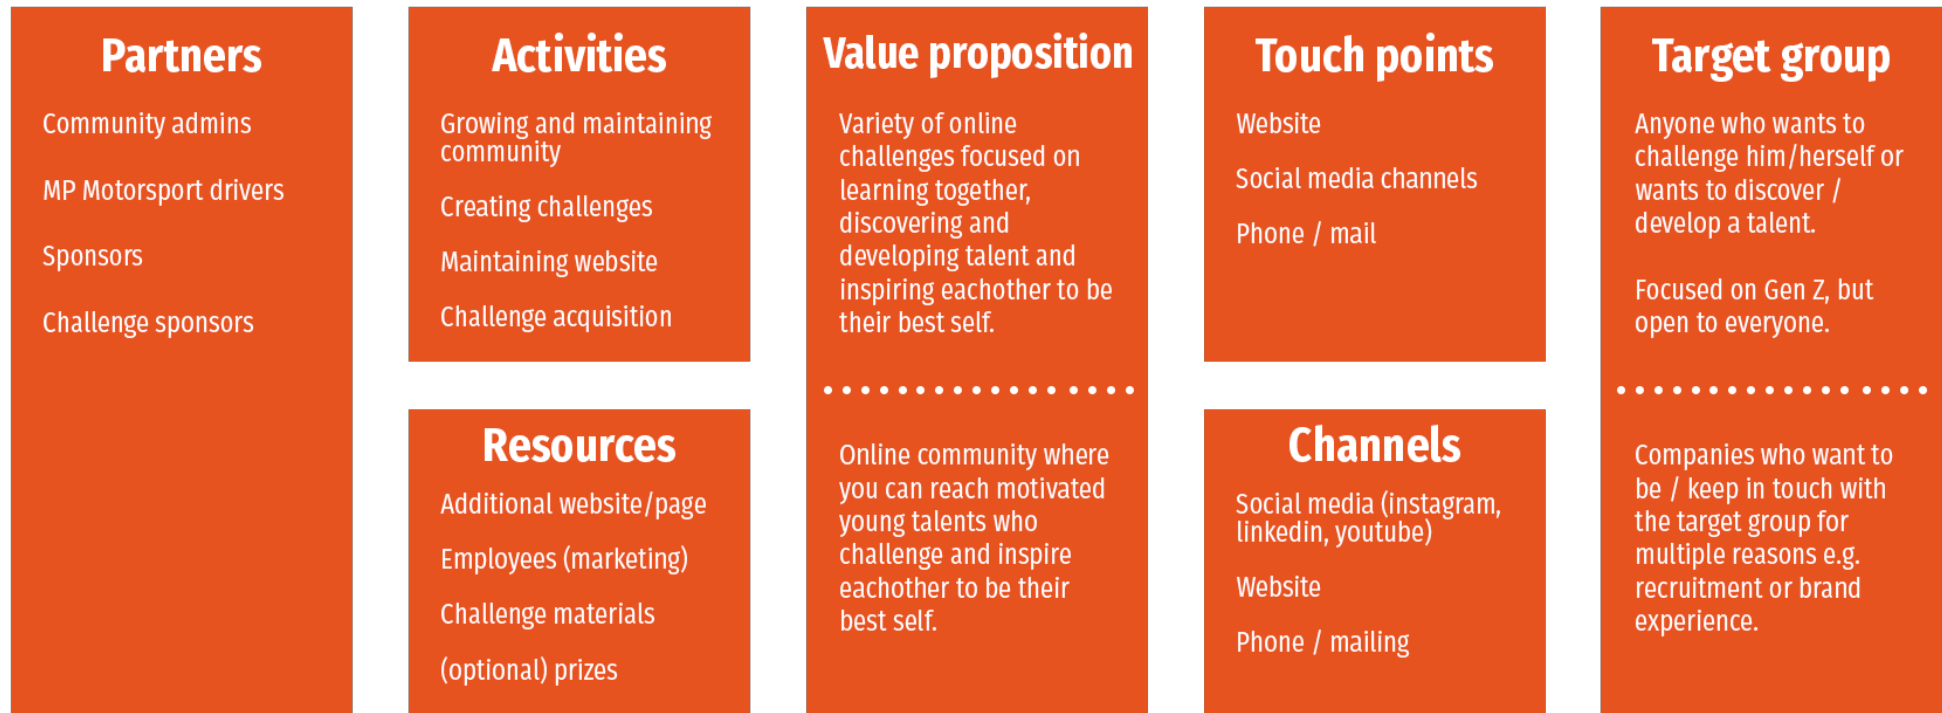 Partners
Community admins
MP Motorsport drivers
Sponsors
Challenge sponsors
Activities
Growing and maintaining
community
Creating challenges
Maintaining website
Challenge acquisition
Resources
Additional website/page
Employees (marketing)
Challenge materials
(optional) prizes
Value proposition
Variety of online
challenges focused on
learning together,
discovering and
developing talent and
inspiring eachother to be
their best self.
Online community where
you can reach motivated
young talents who
challenge and inspire
eachother to be their
best self.
Touch points
Website
Social media channels
Phone / mail
Channels
Social media (instagram,
linkedin, youtube)
Website
Phone / mailing
Target group
Anyone who wants to
challenge him/herself or
wants to discover /
develop a talent.
Focused on Gen Z, but
open to everyone.
Companies who want to
be / keep in touch with
the target group for
multiple reasons e.g.
recruitment or brand
experience.